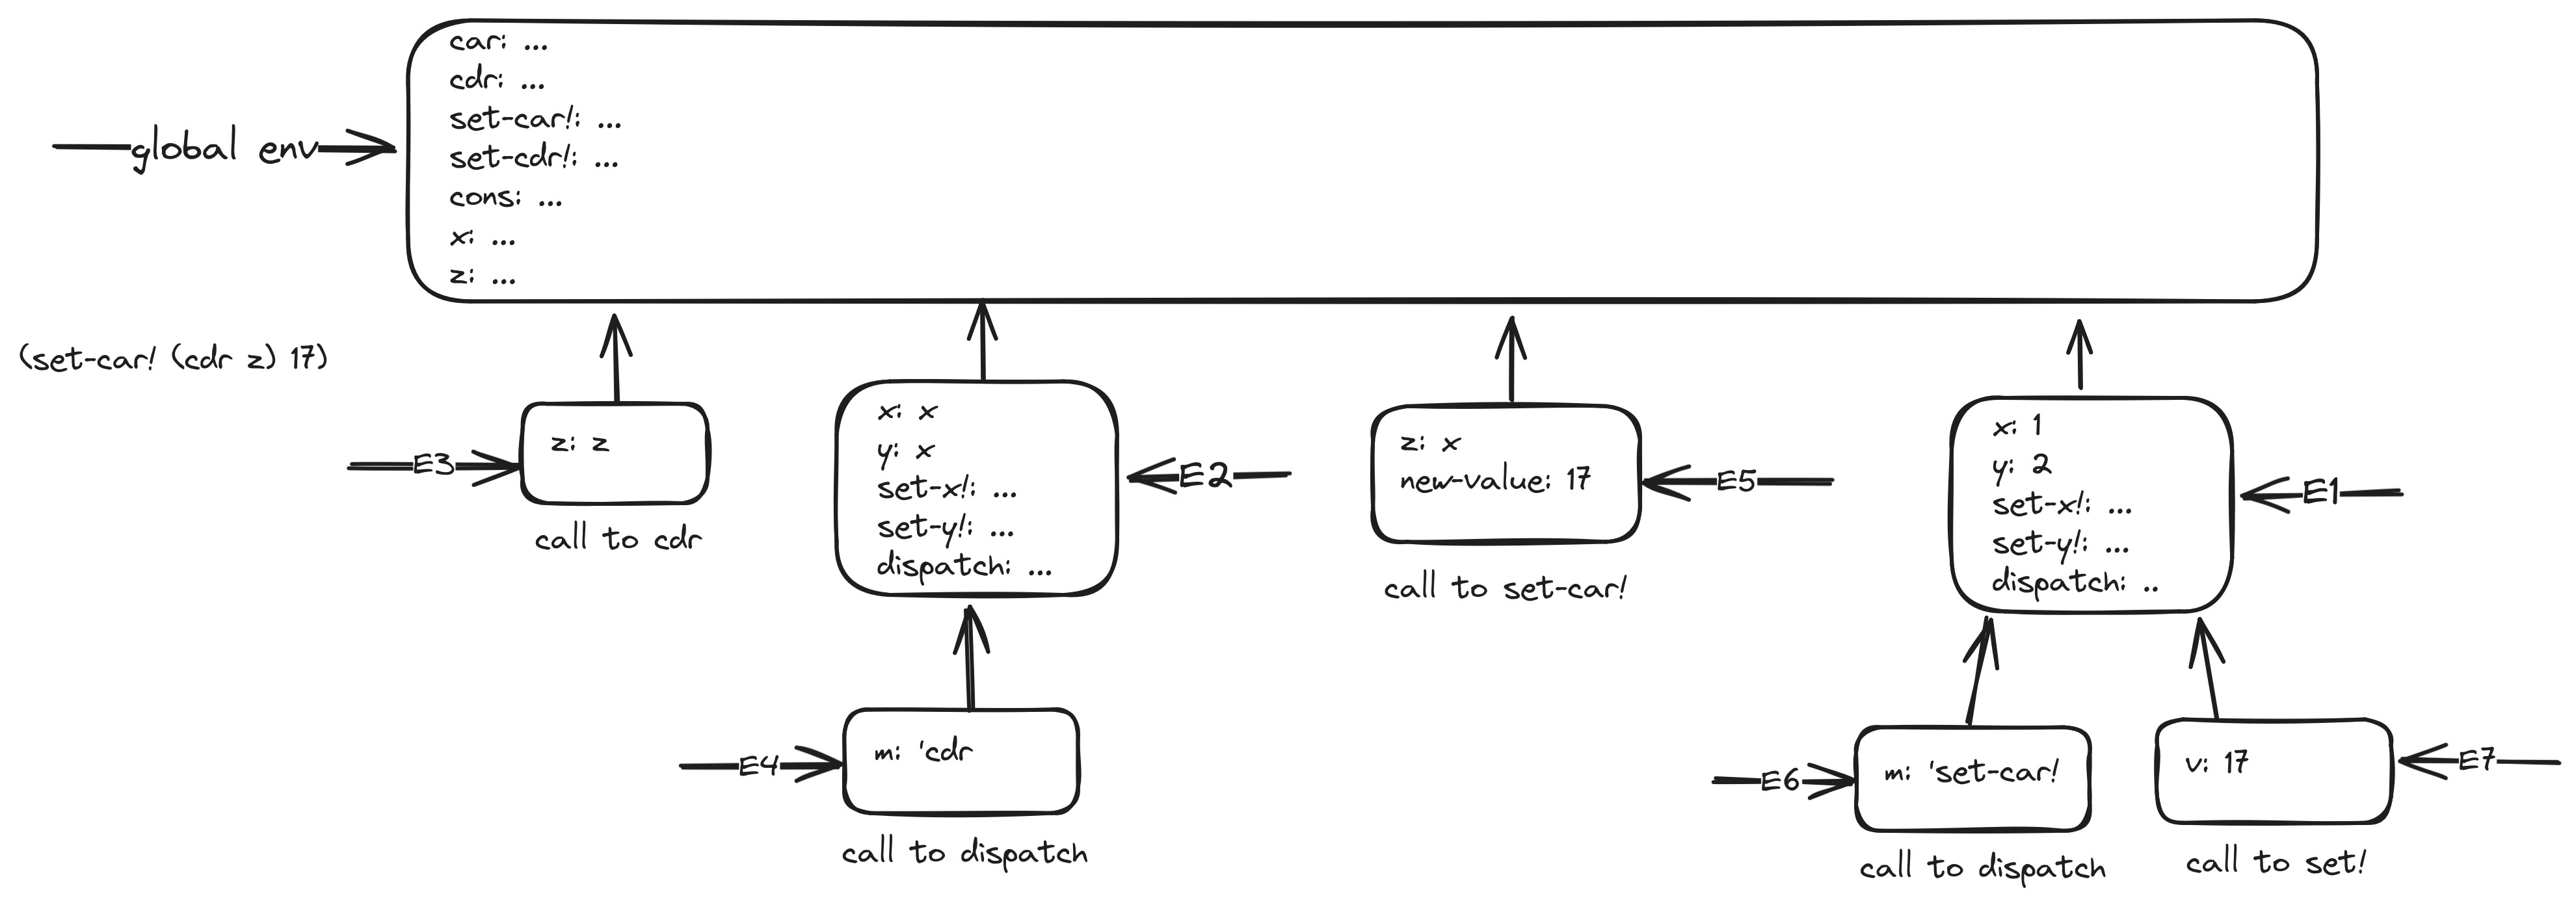 car: ...
cdr: ...
set-car!: ...
set-cdr!: ...
cons: ...
x: ...
z: ...
global env
(set-car! (cdr z) 17)
z: z
E3
call to cdr
x: x
y: x
set-x!: ...
set-y!: ...
dispatch: ...
E2
m: 'cdr
E4
call to dispatch
z: x
new-value: 17
E5
call to set-car!
x: 1
y: 2
set-x!: ...
set-y!: ...
dispatch: ..
E1
m: 'set-car!
E6
call to dispatch
v: 17
E7
call to set!